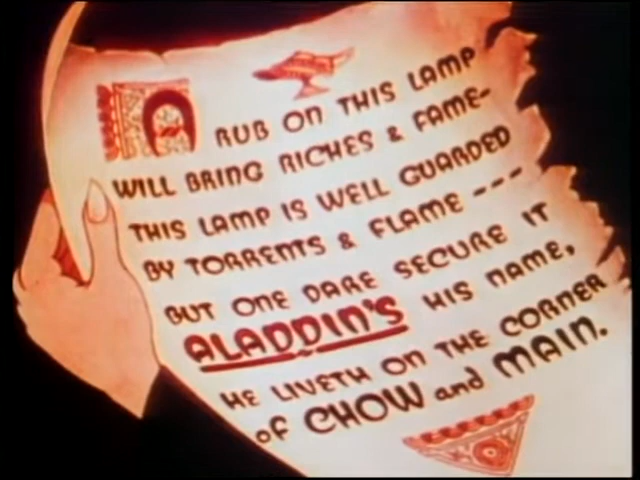 A RUB ON THIS LAMP
WILL BRING RICHES & FAME-
THIS LAMP IS WELL GUARDED
BY TORRENTS & FLAME ---
BUT ONE DARE SECURE IT
ALADDIN'S HIS NAME,
HE LIVETH ON THE CORNER
of CHOW and MAIN.